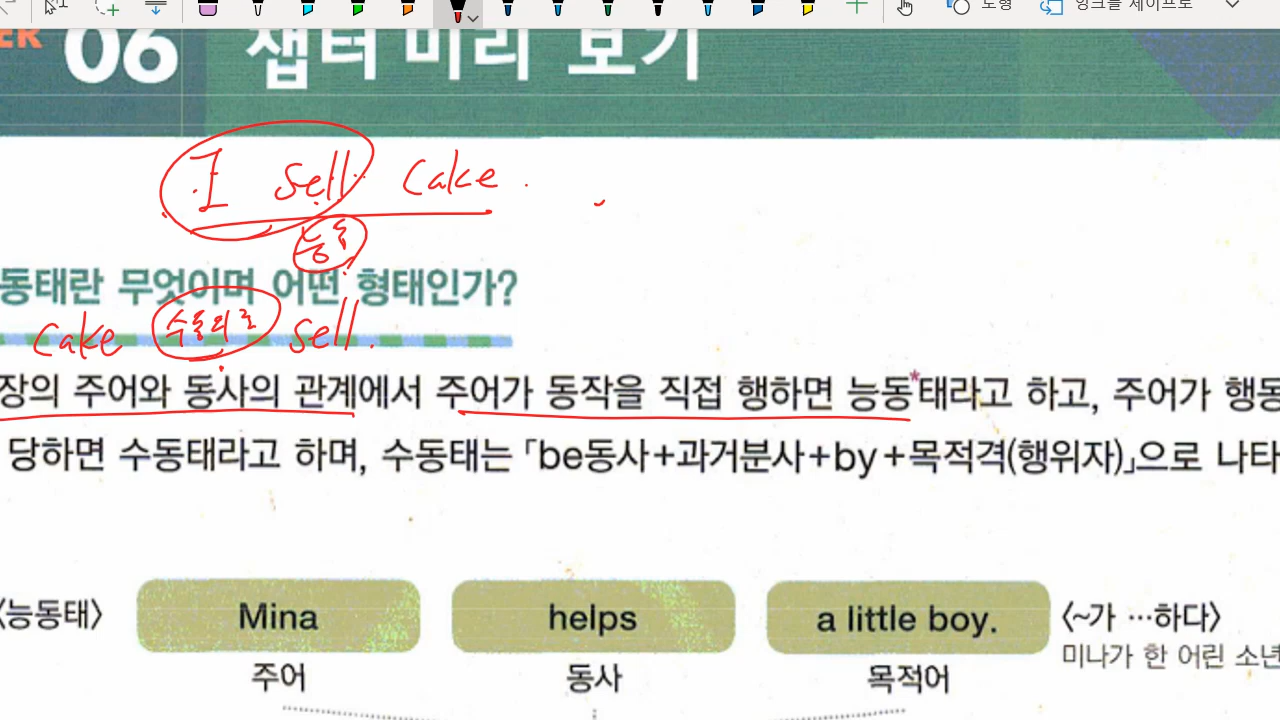 도형
잉크를 셰이프로
ER 06 챕터 미리 보기
I sell cake.
능동
동태란 무엇이며 어떤 형태인가?
cake 수동의로 sell.
장의 주어와 동사의 관계에서 주어가 동작을 직접 행하면 능동*태라고 하고, 주어가 행동
당하면 수동태라고 하며, 수동태는 「be동사+과거분사+by+목적격(행위자)」으로 나타
〈능동태〉 Mina helps a little boy. 〈~가 …하다〉
주어 동사 목적어 미나가 한 어린 소년